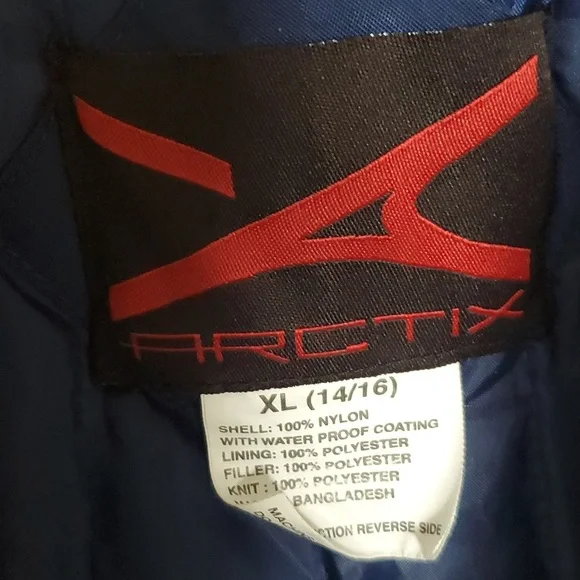 ARCTIX
XL (14/16)
SHELL: 100% NYLON
WITH WATER PROOF COATING
LINING: 100% POLYESTER
FILLER: 100% POLYESTER
KNIT : 100% POLYESTER
BANGLADESH
CTION REVERSE SIDE